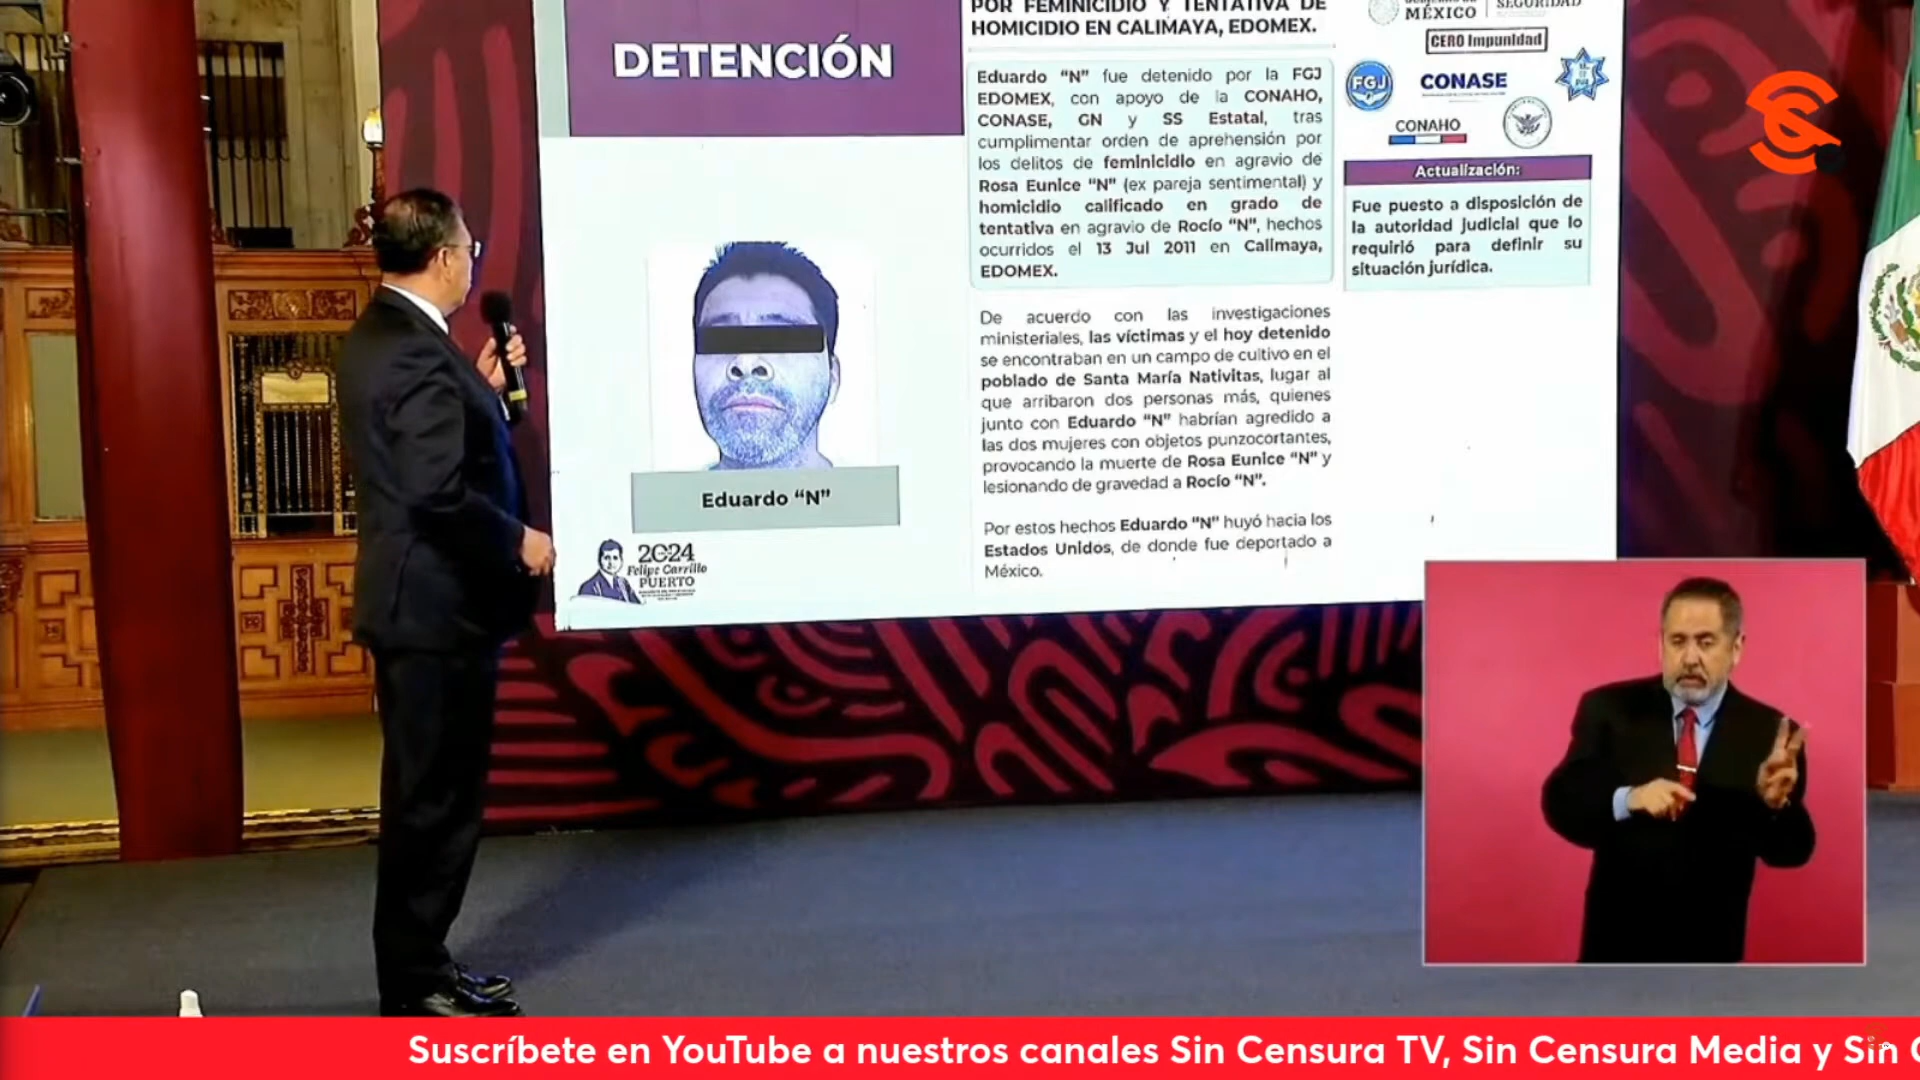 DETENCIÓN
POR FEMINICIDIO Y TENTATIVA DE
HOMICIDIO EN CALIMAYA, EDOMEX.
Eduardo “N” fue detenido por la FGJ
EDOMEX, con apoyo de la CONAHO,
CONASE, GN y SS Estatal, tras
cumplimentar orden de aprehensión por
los delitos de feminicidio en agravio de
Rosa Eunice “N” (ex pareja sentimental) y
homicidio calificado en grado de
tentativa en agravio de Rocío “N”, hechos
ocurridos el 13 Jul 2011 en Calimaya,
EDOMEX.
De acuerdo con las investigaciones
ministeriales, las víctimas y el hoy detenido
se encontraban en un campo de cultivo en el
poblado de Santa María Nativitas, lugar al
que arribaron dos personas más, quienes
junto con Eduardo “N” habrían agredido a
las dos mujeres con objetos punzocortantes,
provocando la muerte de Rosa Eunice “N” y
lesionando de gravedad a Rocío “N”.
Por estos hechos Eduardo “N” huyó hacia los
Estados Unidos, de donde fue deportado a
México.
MÉXICO
SEGURIDAD
CERO Impunidad
FGJ
CONASE
CONAHO
Actualización:
Fue puesto a disposición de
la autoridad judicial que lo
requirió para definir su
situación jurídica.
Eduardo “N”
2024
Felipe Carrillo
PUERTO
Suscríbete en YouTube a nuestros canales Sin Censura TV, Sin Censura Media y Sin